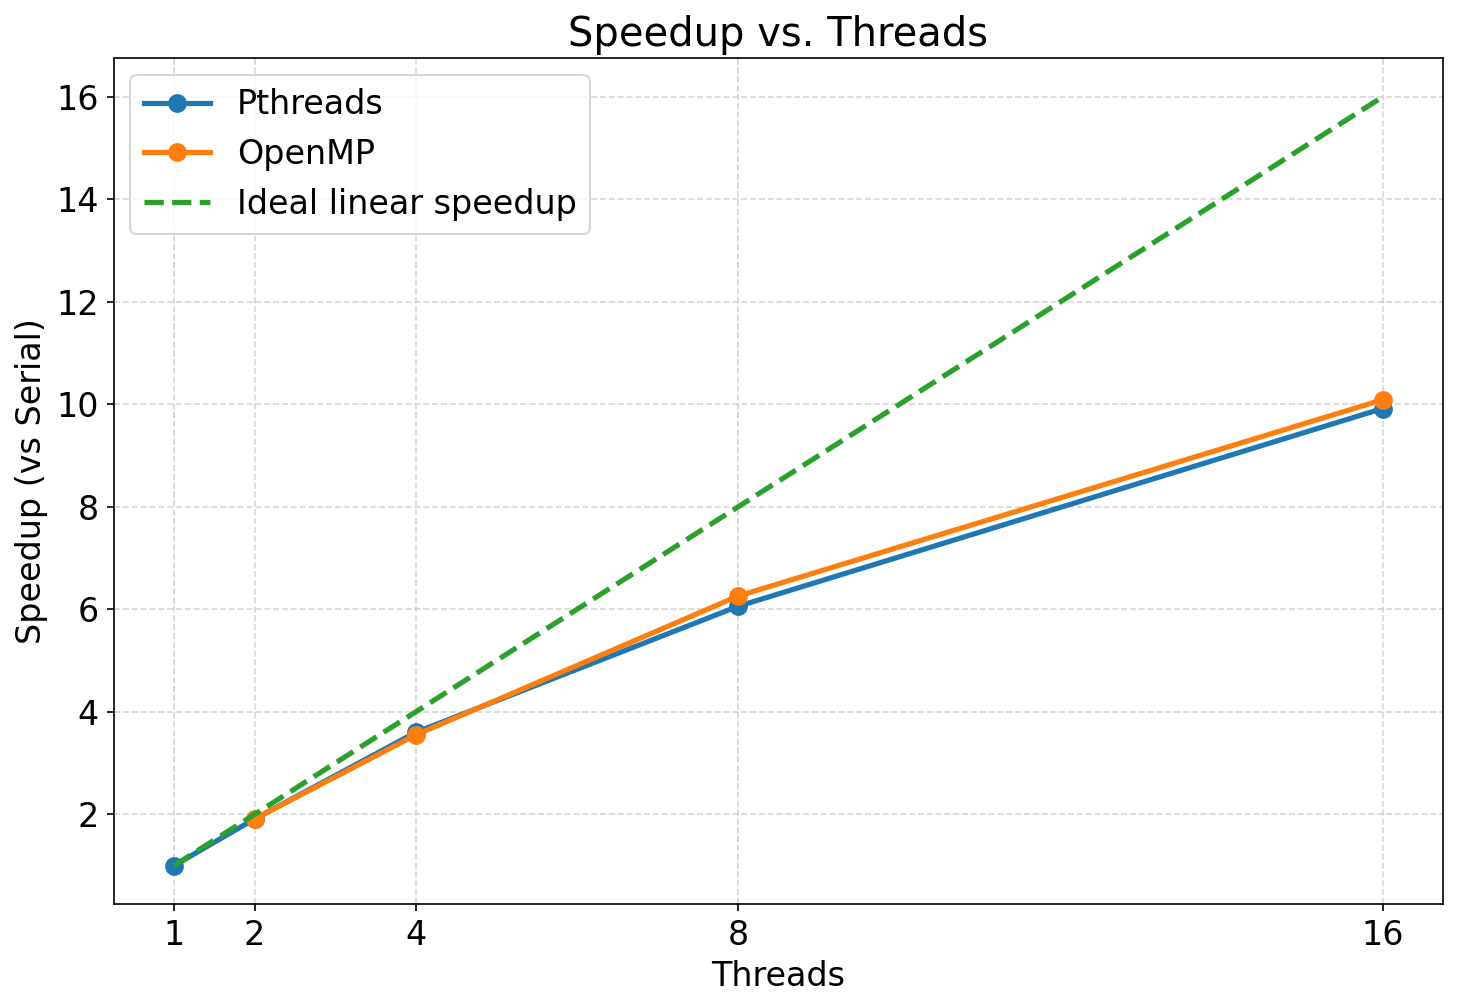 Speedup vs. Threads
Pthreads
OpenMP
Ideal linear speedup
Speedup (vs Serial)
16
14
12
10
8
6
4
2
1 2 4 8 16
Threads